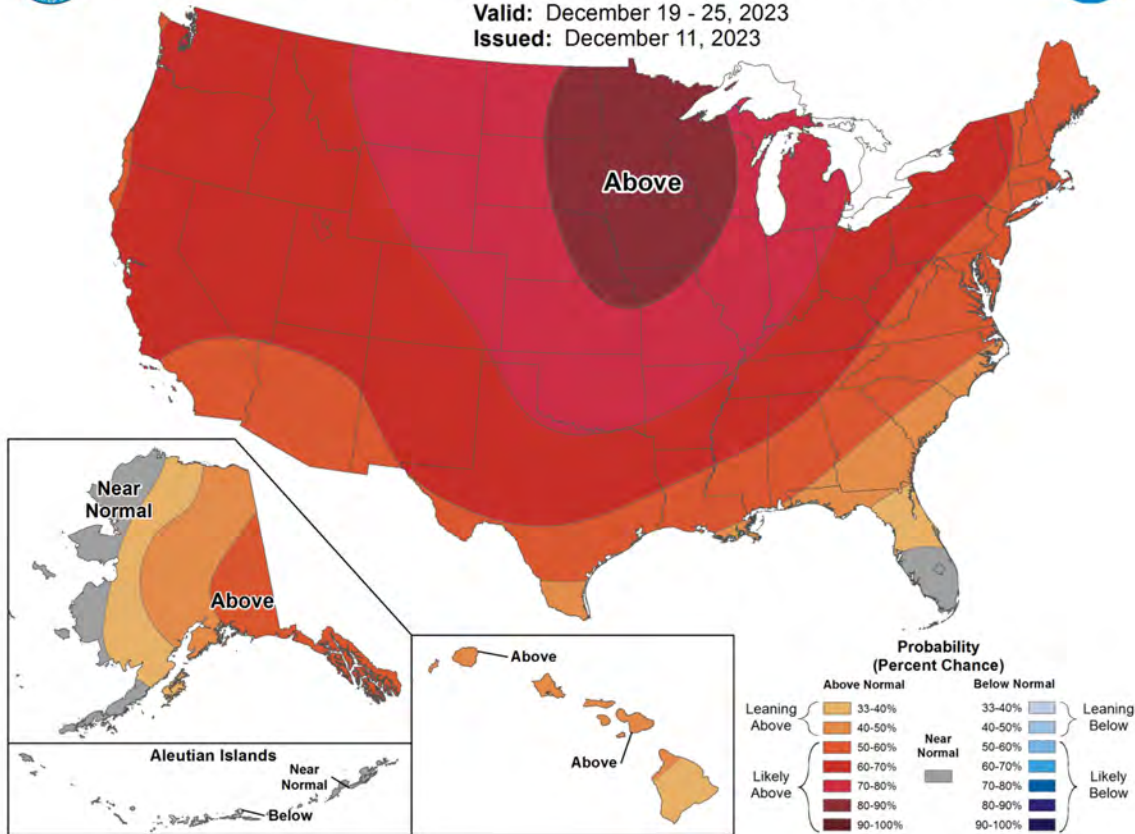 Valid: December 19 - 25, 2023
Issued: December 11, 2023
Above
Near
Normal
Above
Aleutian Islands
Near
Normal
Below
Above
Above
Probability
(Percent Chance)
Above Normal
Below Normal
Leaning
Above
33-40%
40-50%
Likely
Above
50-60%
60-70%
70-80%
80-90%
90-100%
Near
Normal
33-40%
40-50%
Leaning
Below
50-60%
60-70%
70-80%
80-90%
90-100%
Likely
Below